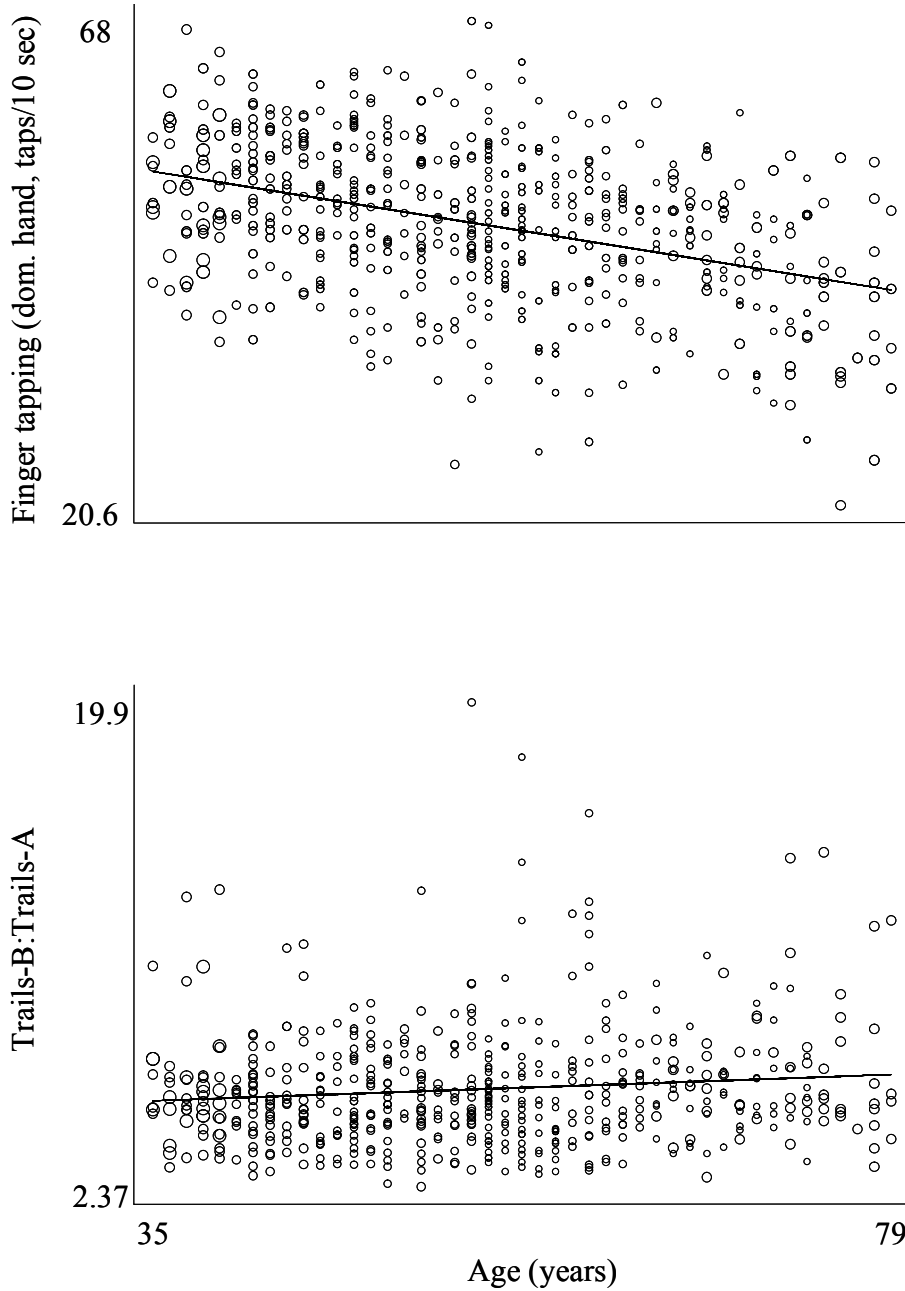 Finger tapping (dom. hand, taps/10 sec)
68
20.6
Trails-B:Trails-A
19.9
2.37
35
79
Age (years)